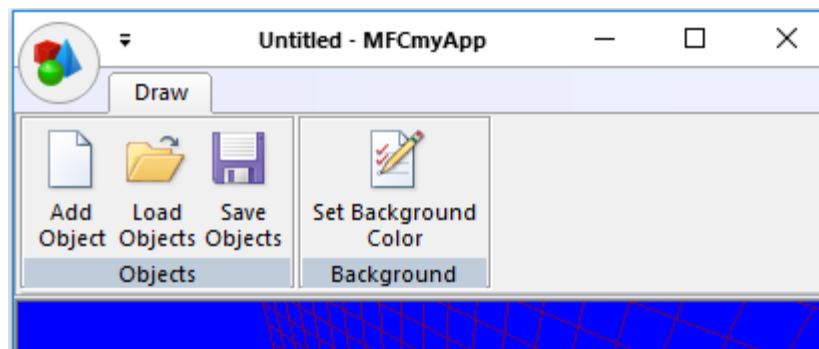 Untitled - MFCmyApp
Draw
Add Load Save Set Background
Object Objects Objects Color
Objects Background